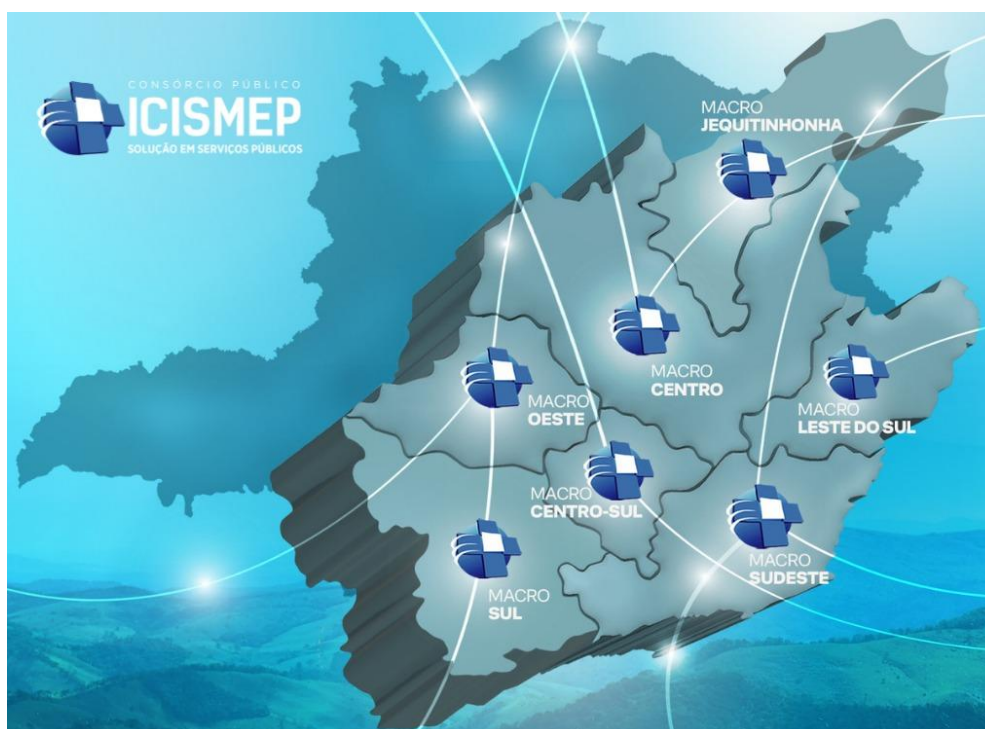 CONSÓRCIO PÚBLICO
ICISMEP
SOLUÇÃO EM SERVIÇOS PÚBLICOS
MACRO
JEQUITINHONHA
MACRO
CENTRO
MACRO
OESTE
MACRO
LESTE DO SUL
MACRO
CENTRO-SUL
MACRO
SUDESTE
MACRO
SUL